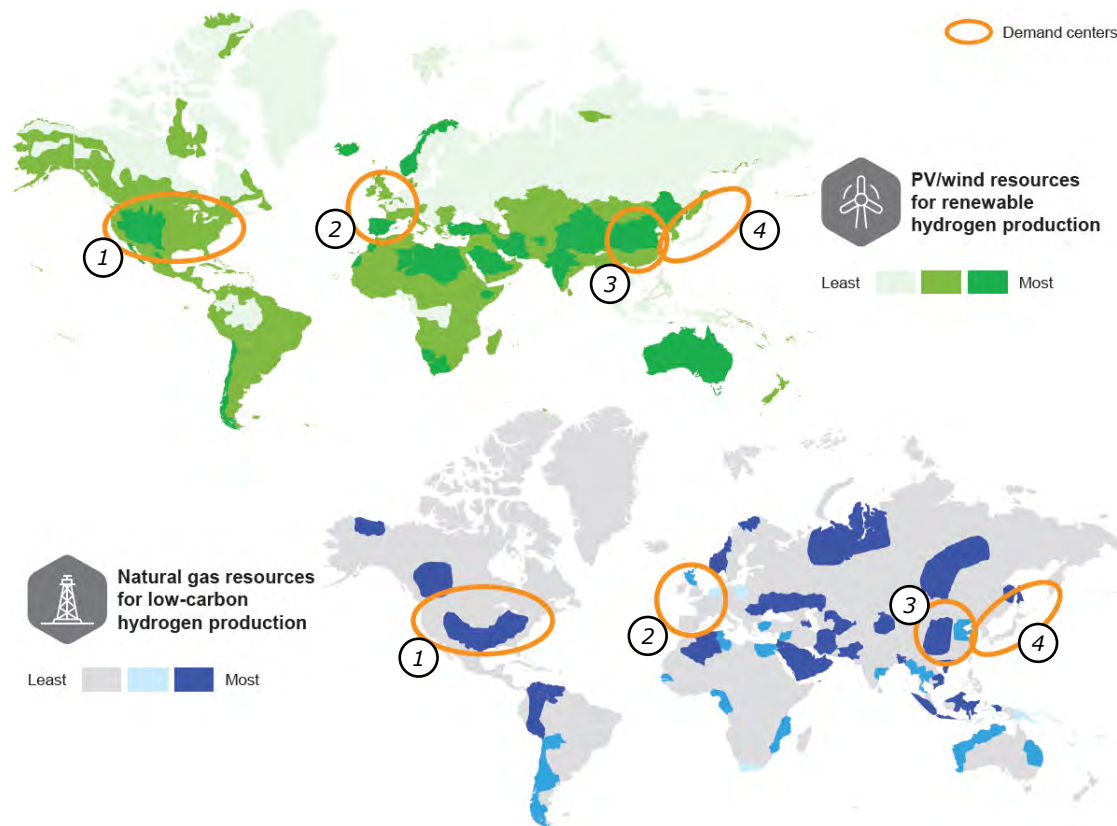 Demand centers
PV/wind resources
for renewable
hydrogen production
Least
Most
1
2
3
4
Natural gas resources
for low-carbon
hydrogen production
Least
Most
1
2
3
4